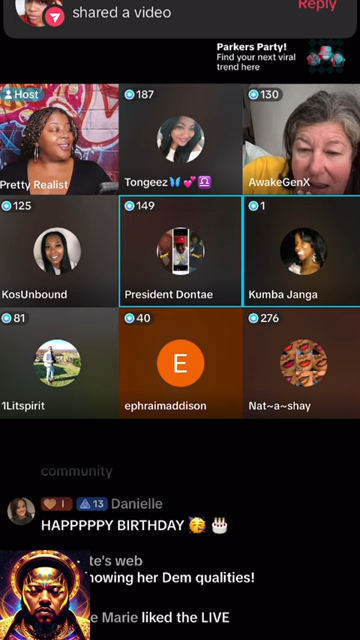 shared a video
Reply
Parkers Party!
Find your next viral
trend here
Host
187
130
Pretty Realist
Tongeez🦋💕♎
AwakeGenX
125
149
1
KosUnbound
President Dontae
Kumba Janga
81
40
276
E
1Litspirit
ephraimaddison
Nat~a~shay
community
1 13 Danielle
HAPPPPPY BIRTHDAY 🥳 🎂
te's web
howing her Dem qualities!
e Marie liked the LIVE